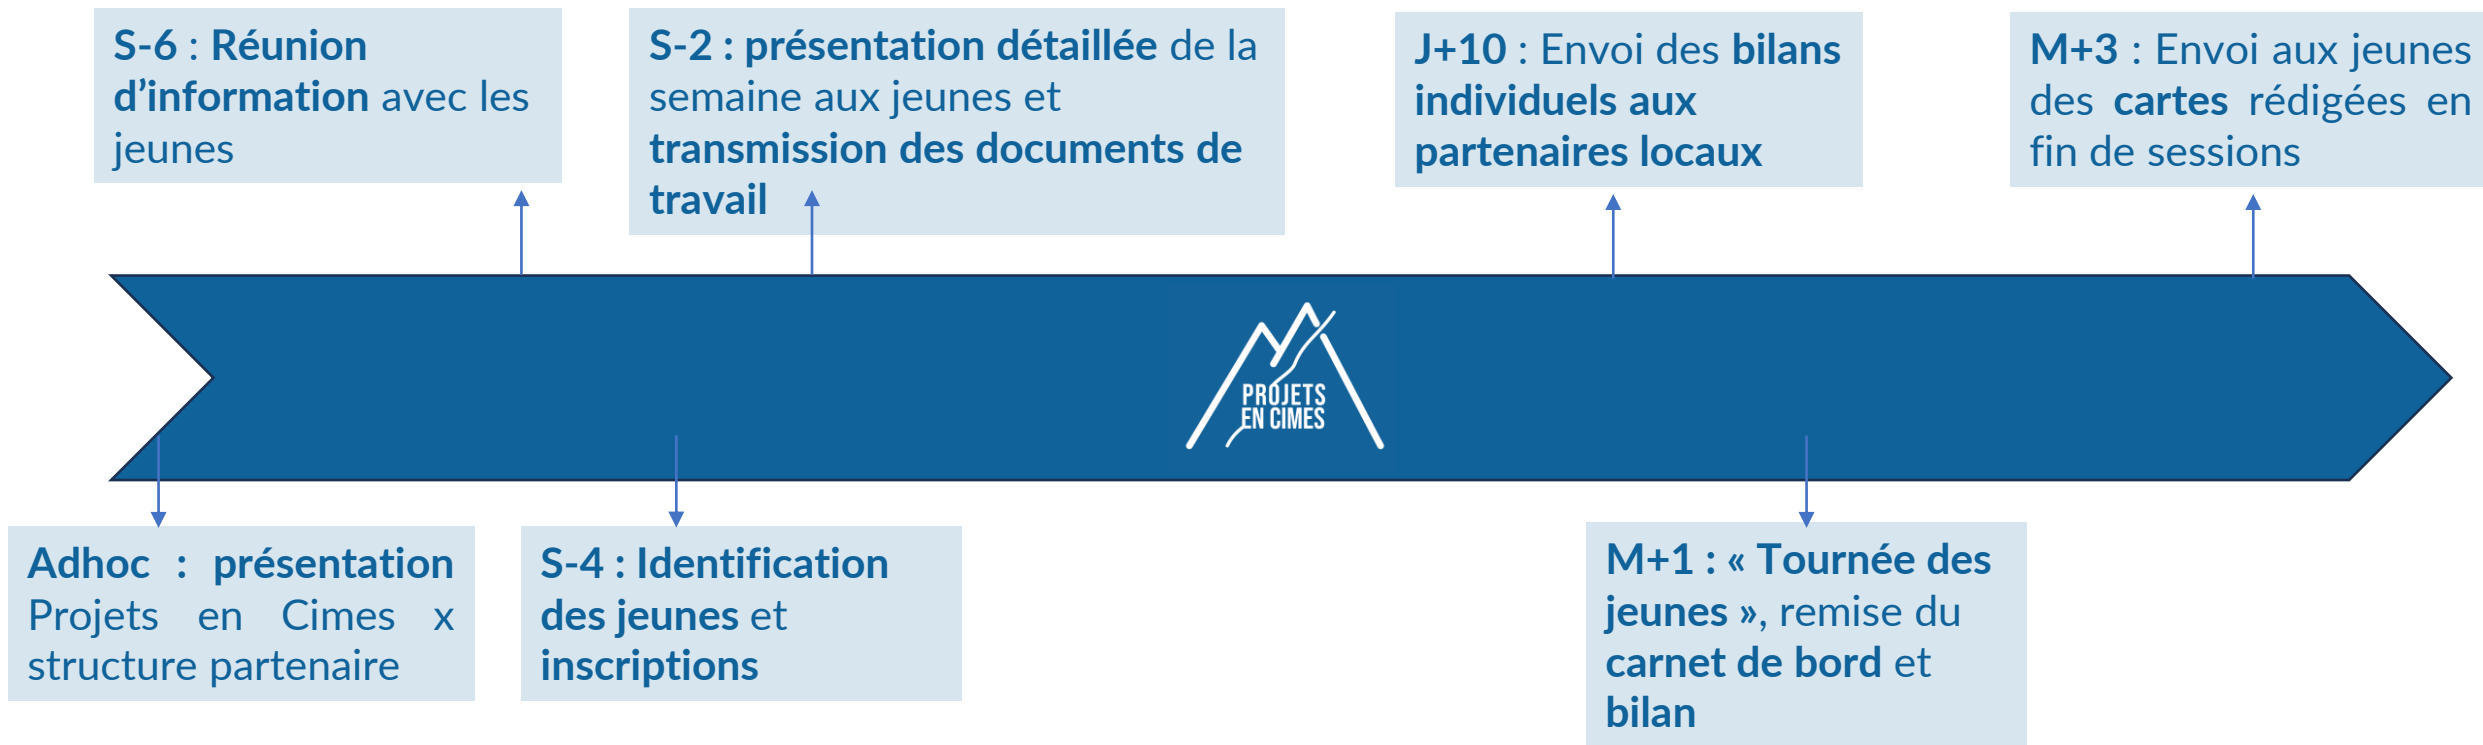 S-6 : Réunion
d’information avec les
jeunes
S-2 : présentation détaillée de la
semaine aux jeunes et
transmission des documents de
travail
J+10 : Envoi des bilans
individuels aux
partenaires locaux
M+3 : Envoi aux jeunes
des cartes rédigées en
fin de sessions
PROJETS
EN CIMES
Adhoc : présentation
Projets en Cimes x
structure partenaire
S-4 : Identification
des jeunes et
inscriptions
M+1 : « Tournée des
jeunes », remise du
carnet de bord et
bilan